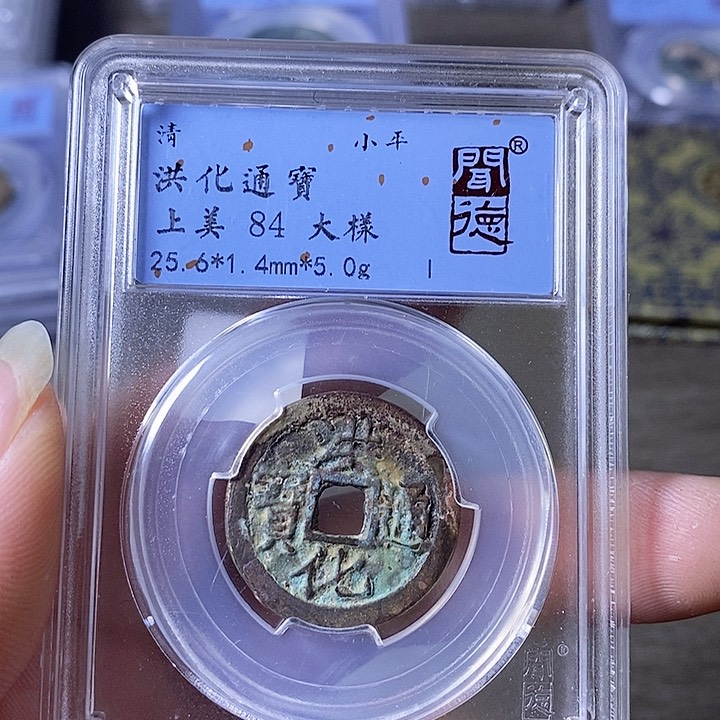 清 小平
洪化通寶
上美 84 大樣
25.6*1.4mm*5.0g
聞德®
洪化通寶